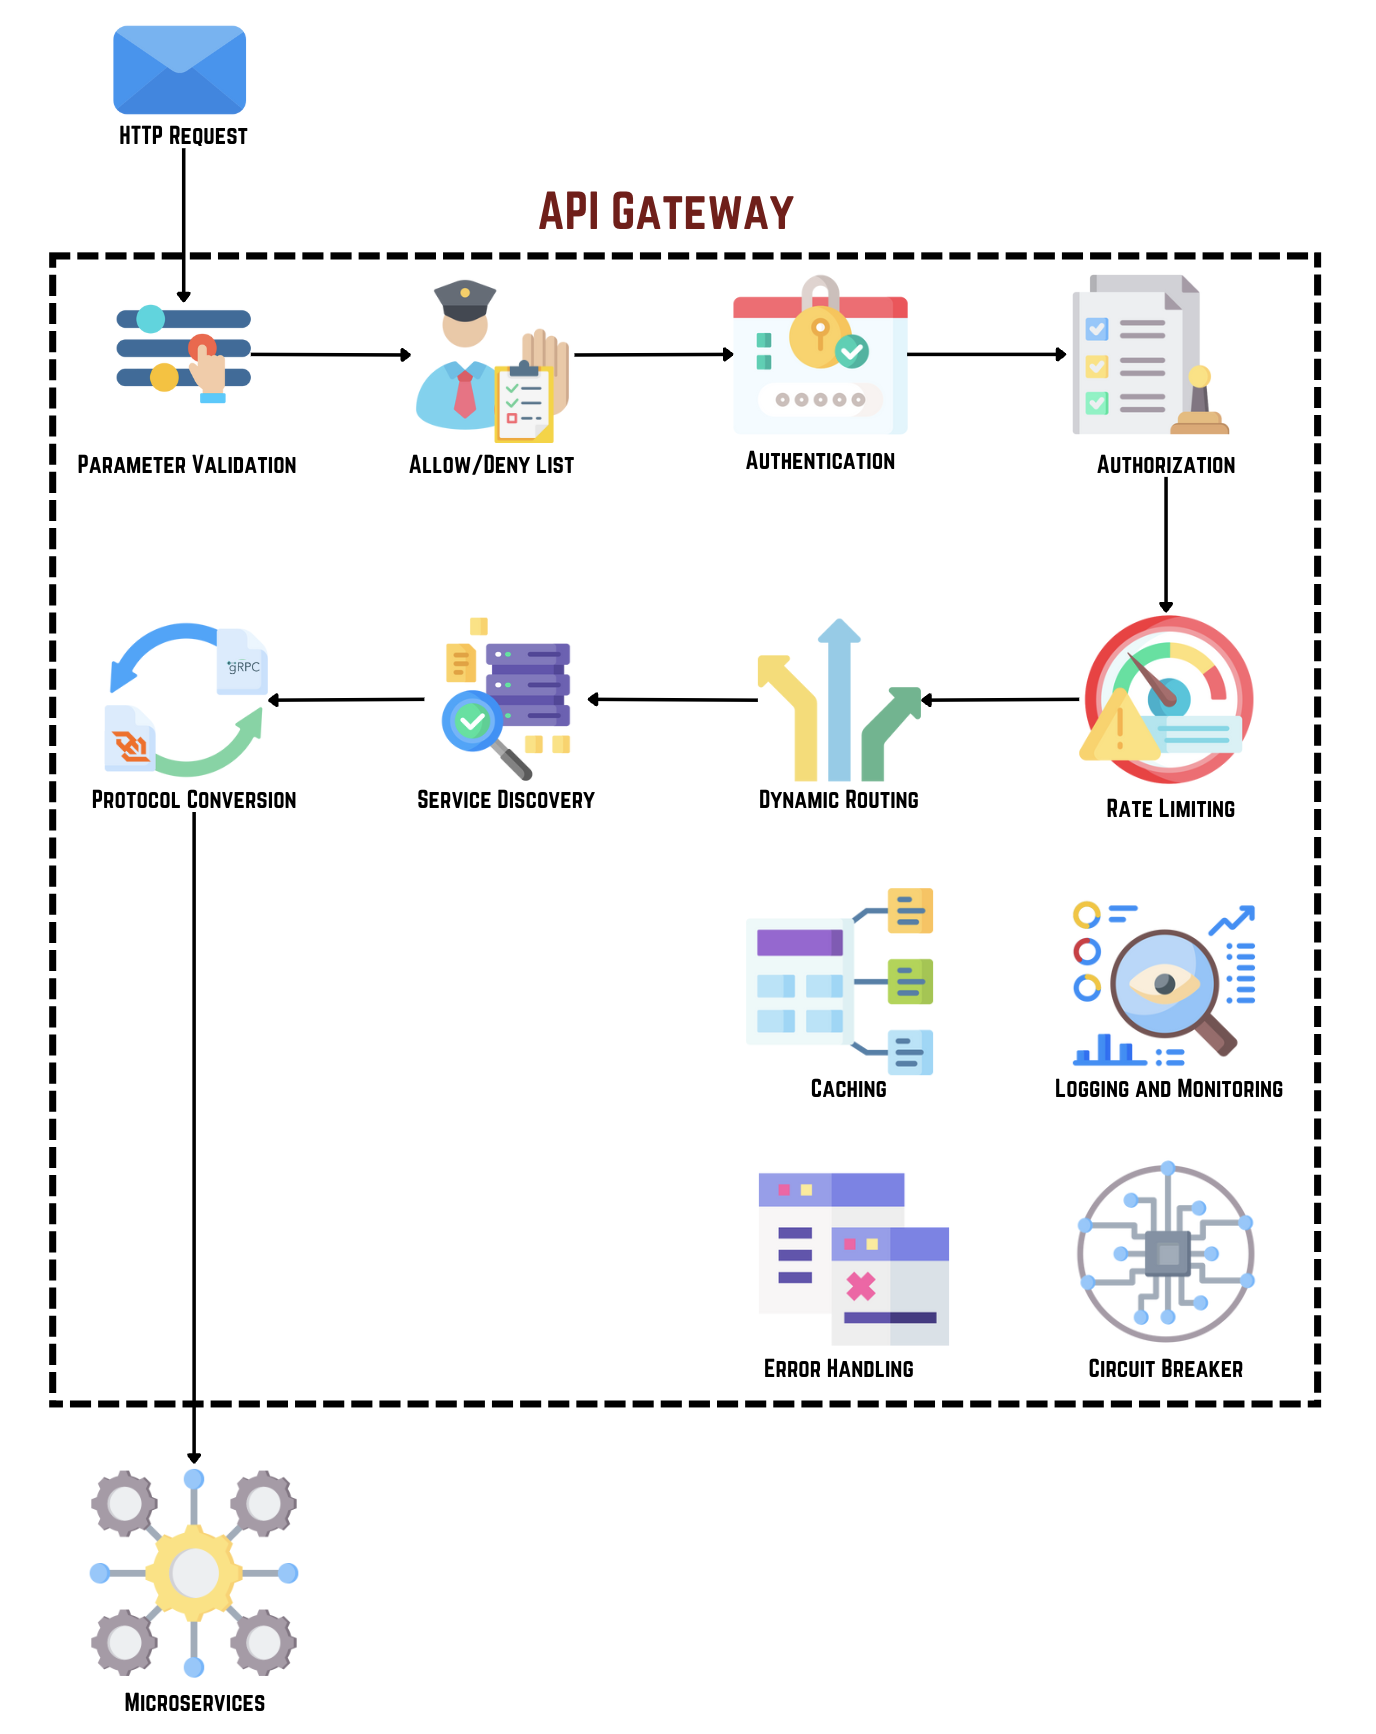 HTTP Request
API Gateway
Parameter Validation
Allow/Deny List
Authentication
Authorization
gRPC
Protocol Conversion
Service Discovery
Dynamic Routing
Rate Limiting
Caching
Logging and Monitoring
Error Handling
Circuit Breaker
Microservices